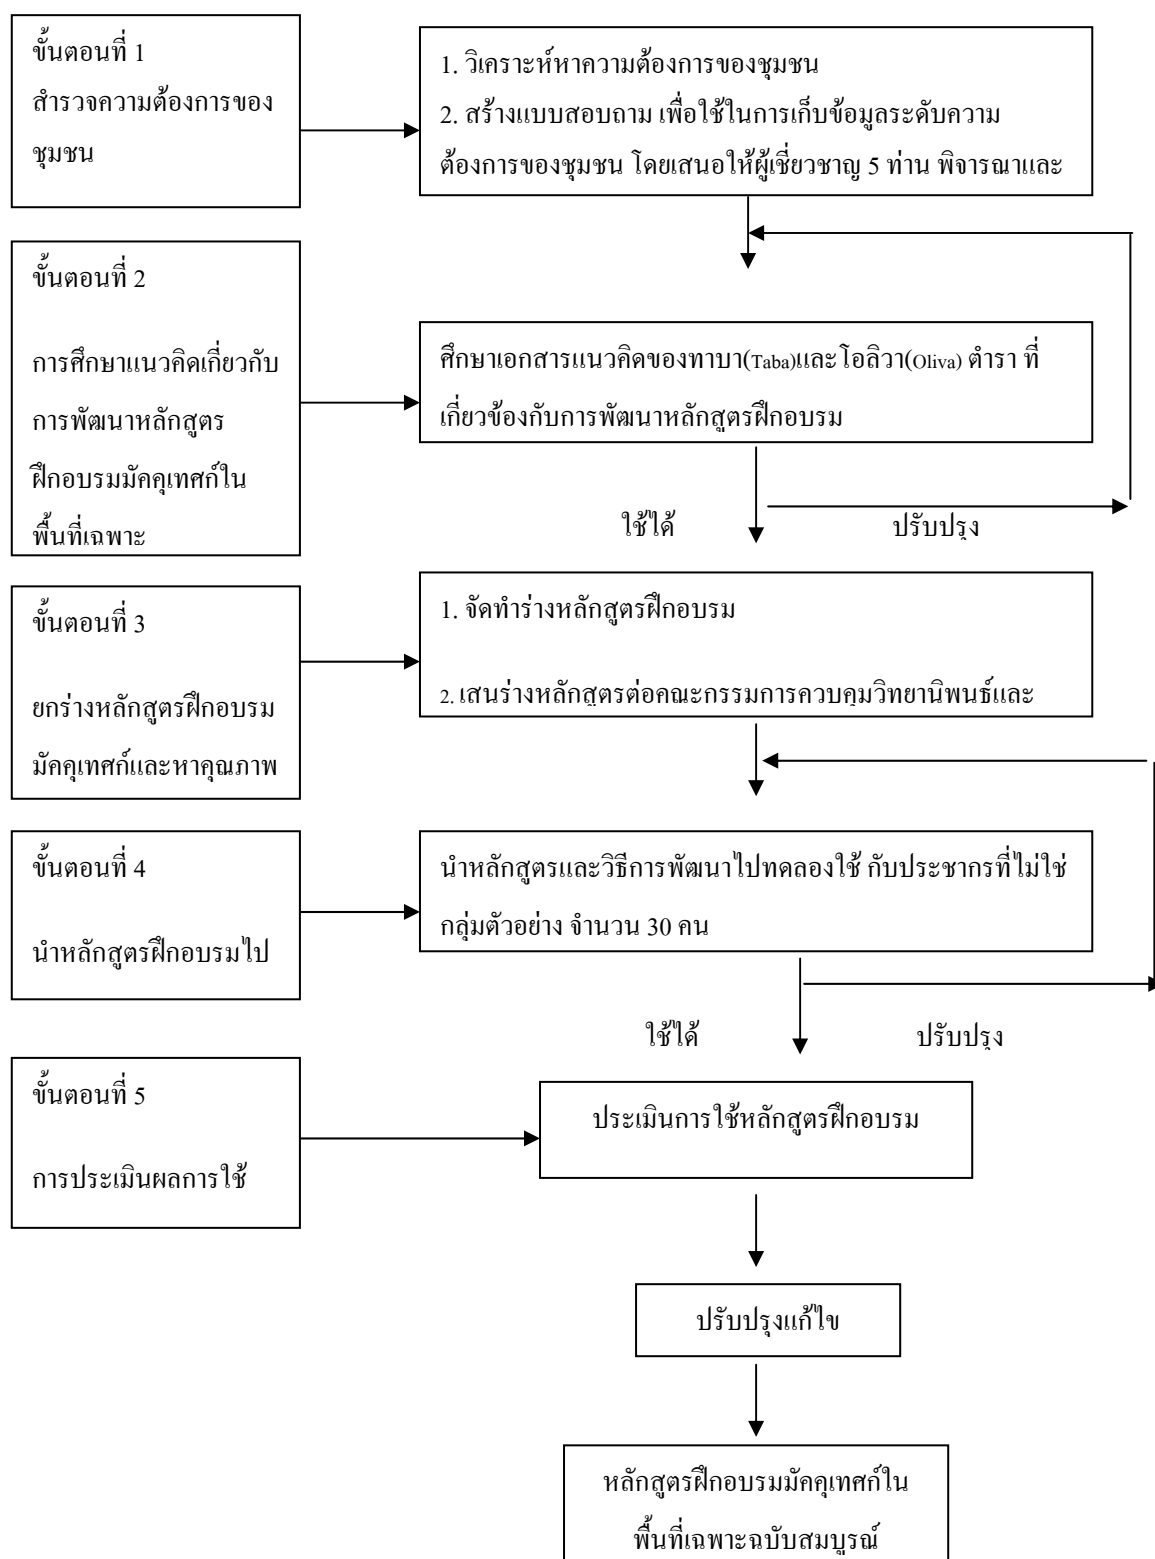 ขั้นตอนที่ 1
สำรวจความต้องการของ
ชุมชน
1. วิเคราะห์หาความต้องการของชุมชน
2. สร้างแบบสอบถาม เพื่อใช้ในการเก็บข้อมูลระดับความ
ต้องการของชุมชน โดยเสนอให้ผู้เชี่ยวชาญ 5 ท่าน พิจารณาและ
ขั้นตอนที่ 2
การศึกษาแนวคิดเกี่ยวกับ
การพัฒนาหลักสูตร
ฝึกอบรมมัคคุเทศก์ใน
พื้นที่เฉพาะ
ศึกษาเอกสารแนวคิดของทาบา(Taba)และโอลิวา(Oliva) ตำรา ที่
เกี่ยวข้องกับการพัฒนาหลักสูตรฝึกอบรม
ใช้ได้
ปรับปรุง
ขั้นตอนที่ 3
ยกร่างหลักสูตรฝึกอบรม
มัคคุเทศก์และหาคุณภาพ
1. จัดทำร่างหลักสูตรฝึกอบรม
2. เสนร่างหลักสูตรต่อคณะกรรมการควบคุมวิทยานิพนธ์และ
ขั้นตอนที่ 4
นำหลักสูตรฝึกอบรมไป
นำหลักสูตรและวิธีการพัฒนาไปทดลองใช้ กับประชากรที่ไม่ใช่
กลุ่มตัวอย่าง จำนวน 30 คน
ใช้ได้
ปรับปรุง
ขั้นตอนที่ 5
การประเมินผลการใช้
ประเมินการใช้หลักสูตรฝึกอบรม
ปรับปรุงแก้ไข
หลักสูตรฝึกอบรมมัคคุเทศก์ใน
พื้นที่เฉพาะฉบับสมบูรณ์